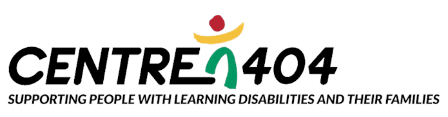 CENTRE 404
SUPPORTING PEOPLE WITH LEARNING DISABILITIES AND THEIR FAMILIES